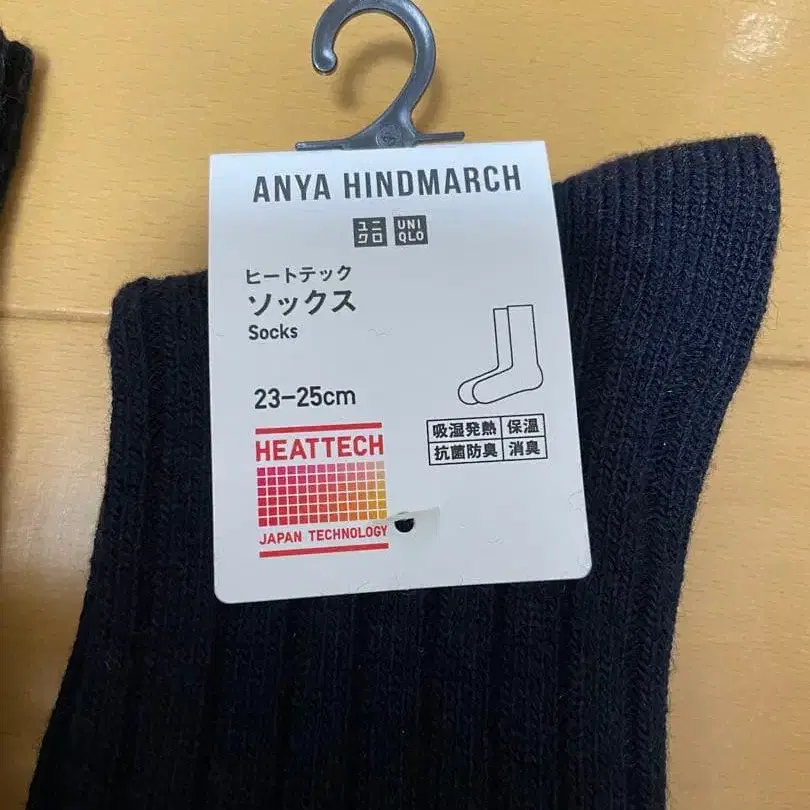 ANYA HINDMARCH
ユニ
クロ
UNI
QLO
ヒートテック
ソックス
Socks
23-25cm
HEATTECH
JAPAN TECHNOLOGY
吸湿発熱 保温
抗菌防臭 消臭